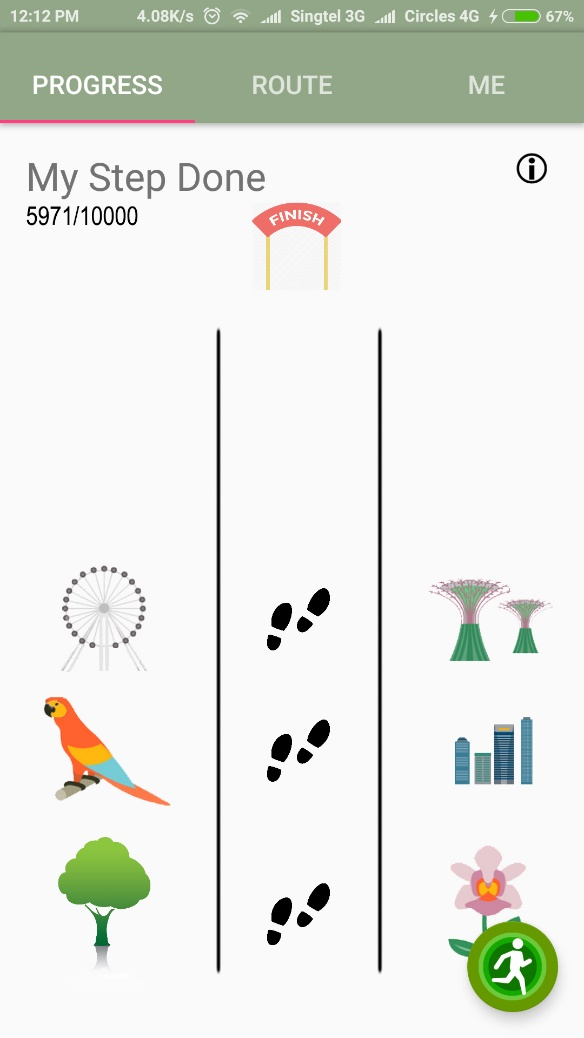 12:12 PM 4.08K/s Singtel 3G Circles 4G 67%
PROGRESS ROUTE ME
My Step Done
5971/10000
FINISH